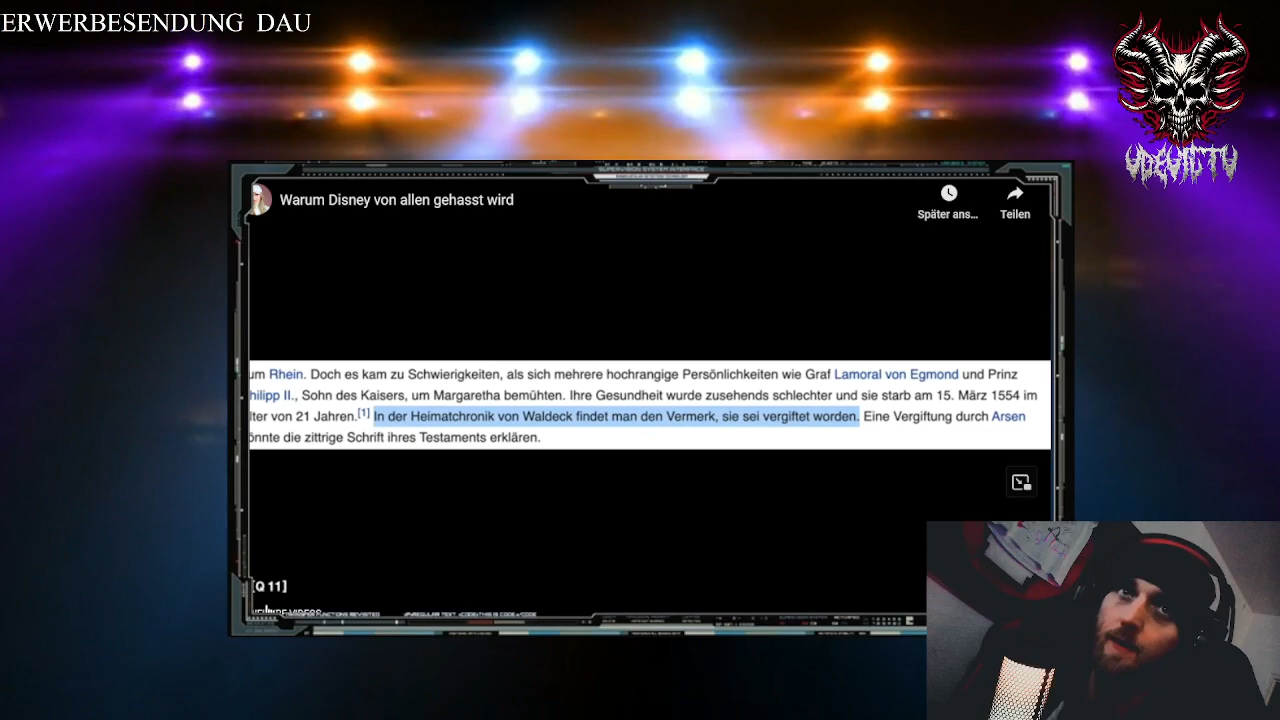 ERWERBESENDUNG DAU
VDEVIGTV
Warum Disney von allen gehasst wird
Später ans...
Teilen
um Rhein. Doch es kam zu Schwierigkeiten, als sich mehrere hochrangige Persönlichkeiten wie Graf Lamoral von Egmond und Prinz
hilipp II., Sohn des Kaisers, um Margaretha bemühten. Ihre Gesundheit wurde zusehends schlechter und sie starb am 15. März 1554 im
lter von 21 Jahren.[1] In der Heimatchronik von Waldeck findet man den Vermerk, sie sei vergiftet worden. Eine Vergiftung durch Arsen
önnte die zittrige Schrift ihres Testaments erklären.
[Q 11]